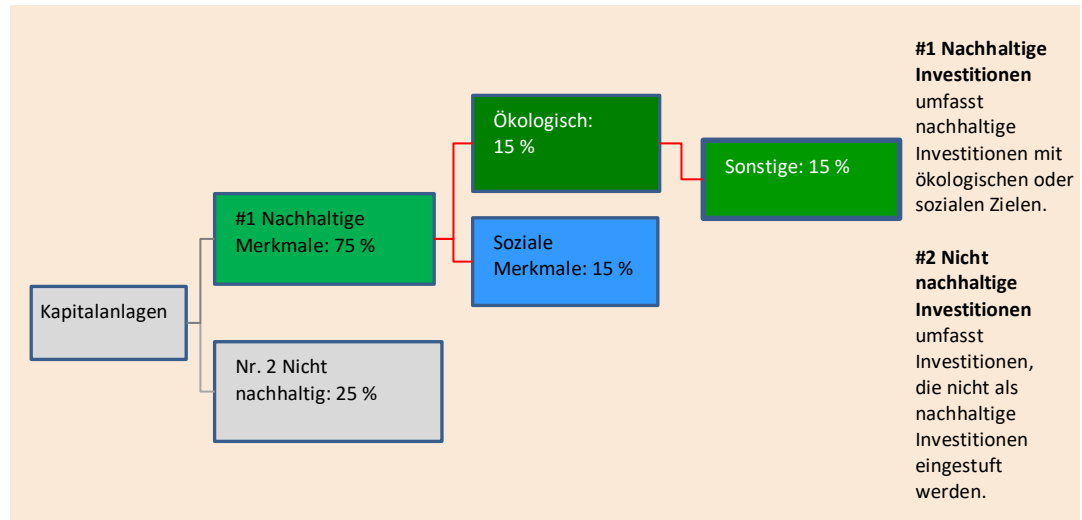 Kapitalanlagen
#1 Nachhaltige
Merkmale: 75 %
Nr. 2 Nicht
nachhaltig: 25 %
Ökologisch:
15 %
Soziale
Merkmale: 15 %
Sonstige: 15 %
#1 Nachhaltige
Investitionen
umfasst
nachhaltige
Investitionen mit
ökologischen oder
sozialen Zielen.
#2 Nicht
nachhaltige
Investitionen
umfasst
Investitionen,
die nicht als
nachhaltige
Investitionen
eingestuft
werden.